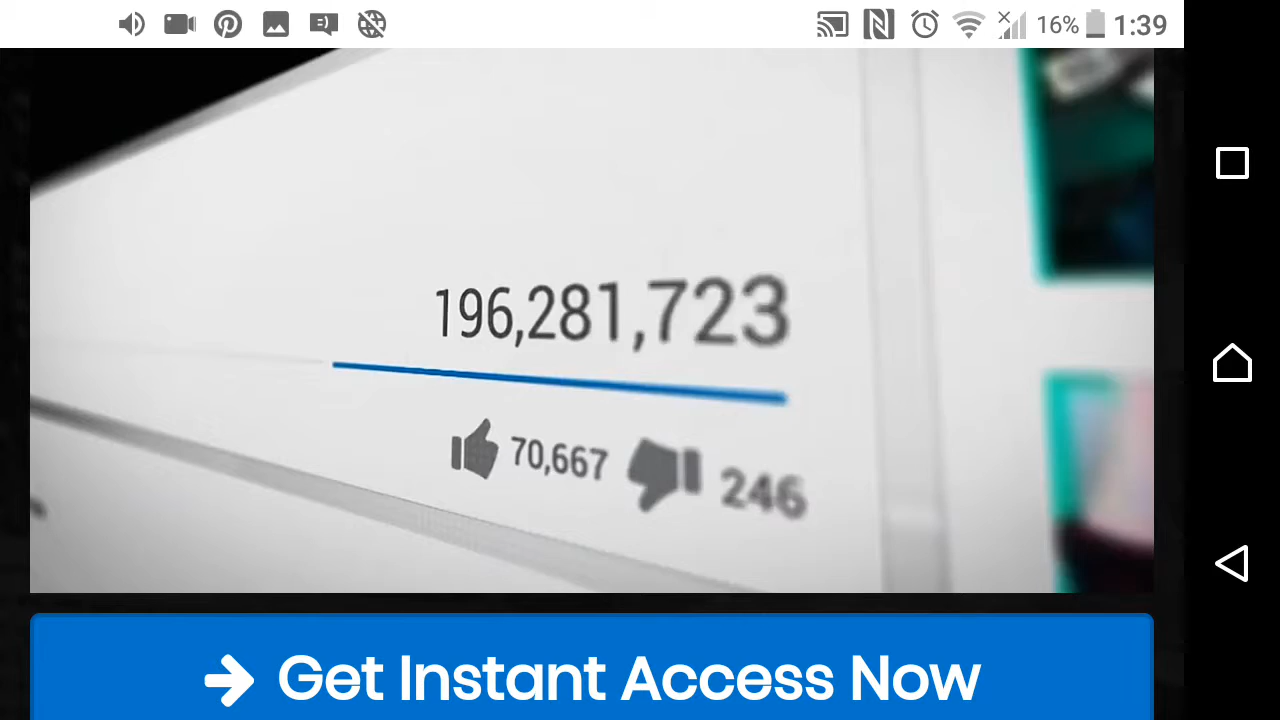 16% 1:39
196,281,723
70,667 246
Get Instant Access Now